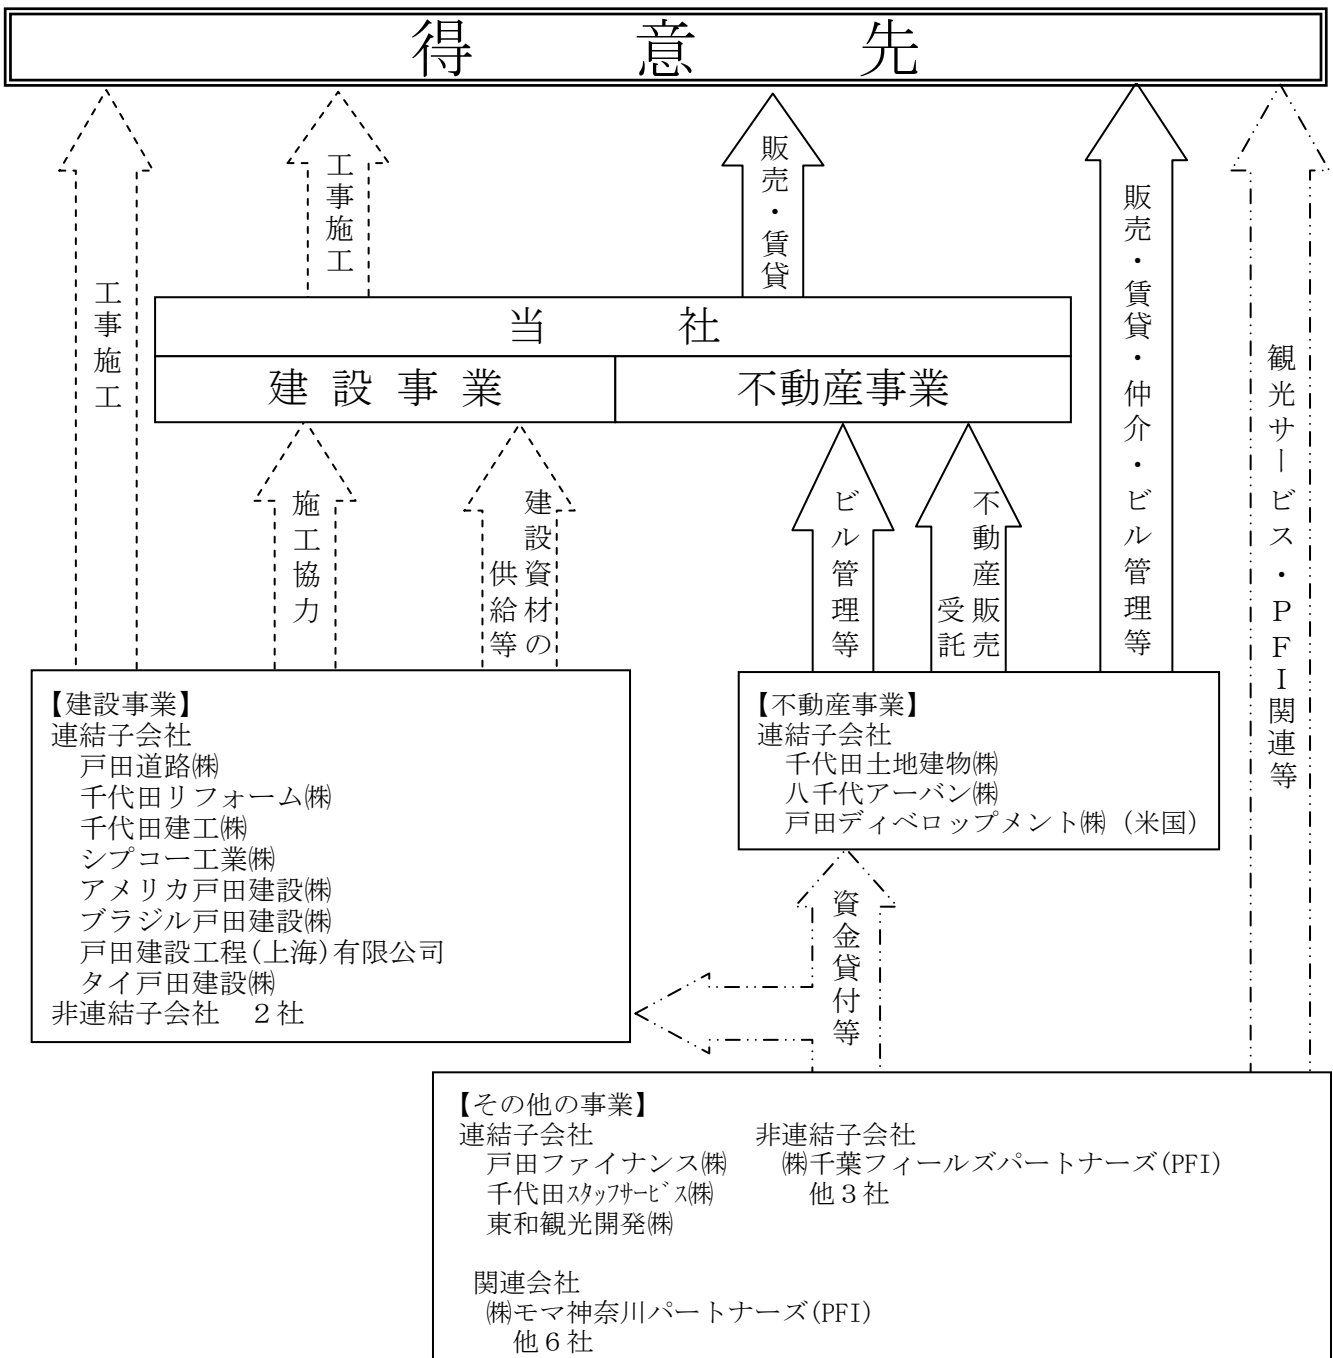 得意先
工事施工
工事施工
販売・賃貸
販売・賃貸・仲介・ビル管理等
観光サービス・PFI関連等
当社
建設事業
不動産事業
施工協力
建設資材の
供給等
ビル管理等
不動産販売
受託
【建設事業】
連結子会社
戸田道路㈱
千代田リフォーム㈱
千代田建工㈱
シプコー工業㈱
アメリカ戸田建設㈱
ブラジル戸田建設㈱
戸田建設工程(上海)有限公司
タイ戸田建設㈱
非連結子会社 2社
【不動産事業】
連結子会社
千代田土地建物㈱
八千代アーバン㈱
戸田ディベロップメント㈱(米国)
資金貸付等
【その他の事業】
連結子会社
戸田ファイナンス㈱
千代田ｽﾀｯﾌｻｰﾋﾞｽ㈱
東和観光開発㈱
非連結子会社
㈱千葉フィールズパートナーズ(PFI)
他3社
関連会社
㈱モマ神奈川パートナーズ(PFI)
他6社